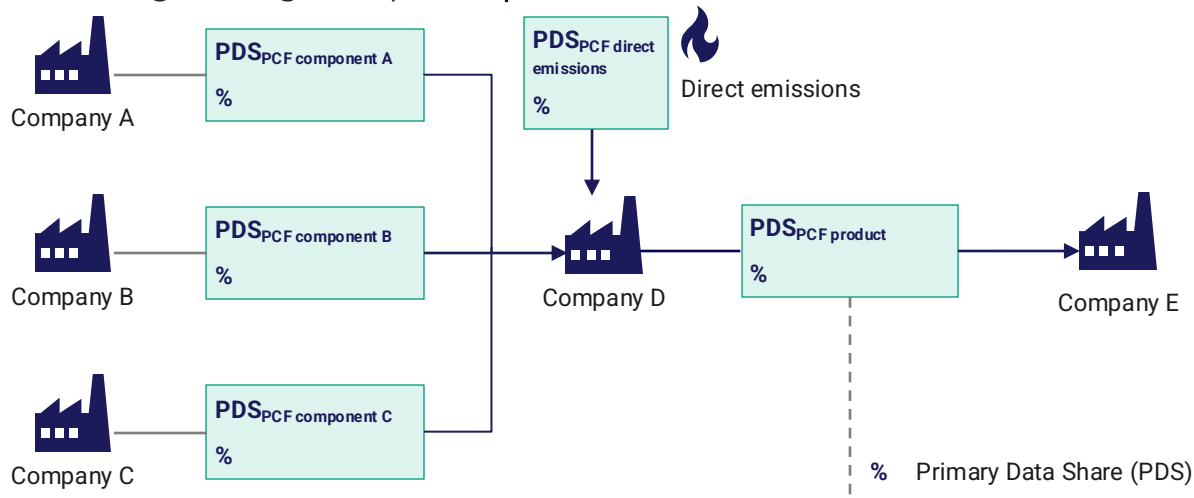 PDSPCF component A
%
Company A
PDSPCF direct
emissions
%
Direct emissions
PDSPCF component B
%
Company B
Company D
PDSPCF product
%
Company E
PDSPCF component C
%
Company C
% Primary Data Share (PDS)